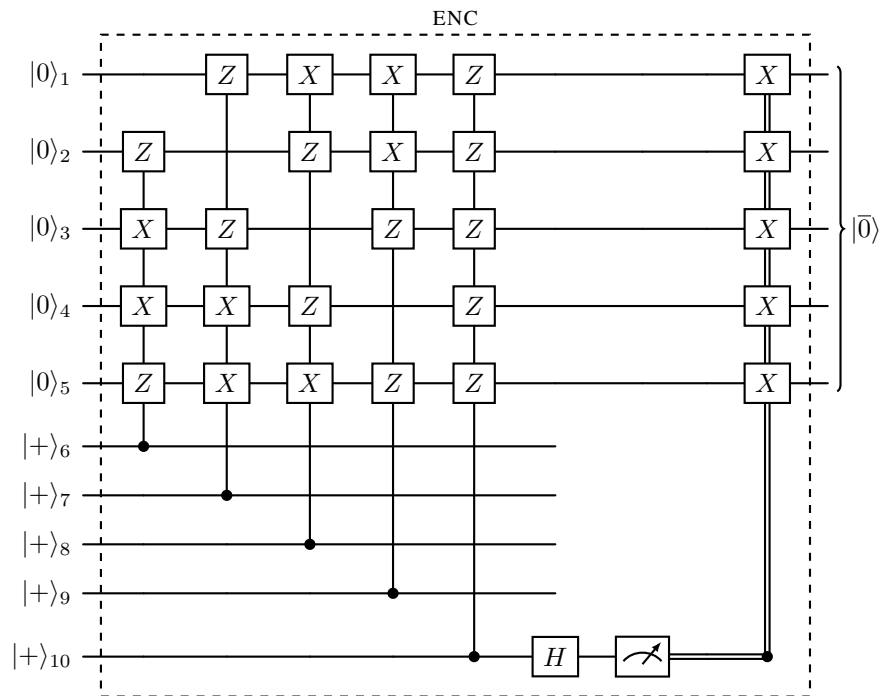 ENC
|0⟩₁ Z X X Z X
|0⟩₂ Z Z X Z X
|0⟩₃ X Z Z Z X
|0̅⟩
|0⟩₄ X X Z Z X
|0⟩₅ Z X X Z Z X
|+⟩₆
|+⟩₇
|+⟩₈
|+⟩₉
|+⟩₁₀ H